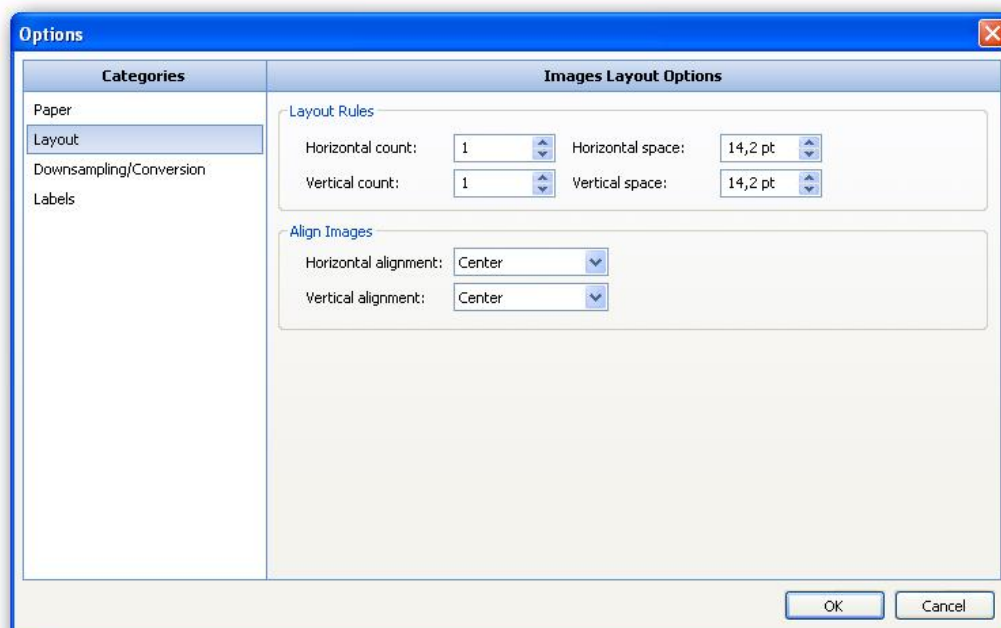 Options
Categories
Images Layout Options
Paper
Layout
Downsampling/Conversion
Labels
Layout Rules
Horizontal count: 1 Horizontal space: 14,2 pt
Vertical count: 1 Vertical space: 14,2 pt
Align Images
Horizontal alignment: Center
Vertical alignment: Center
OK Cancel